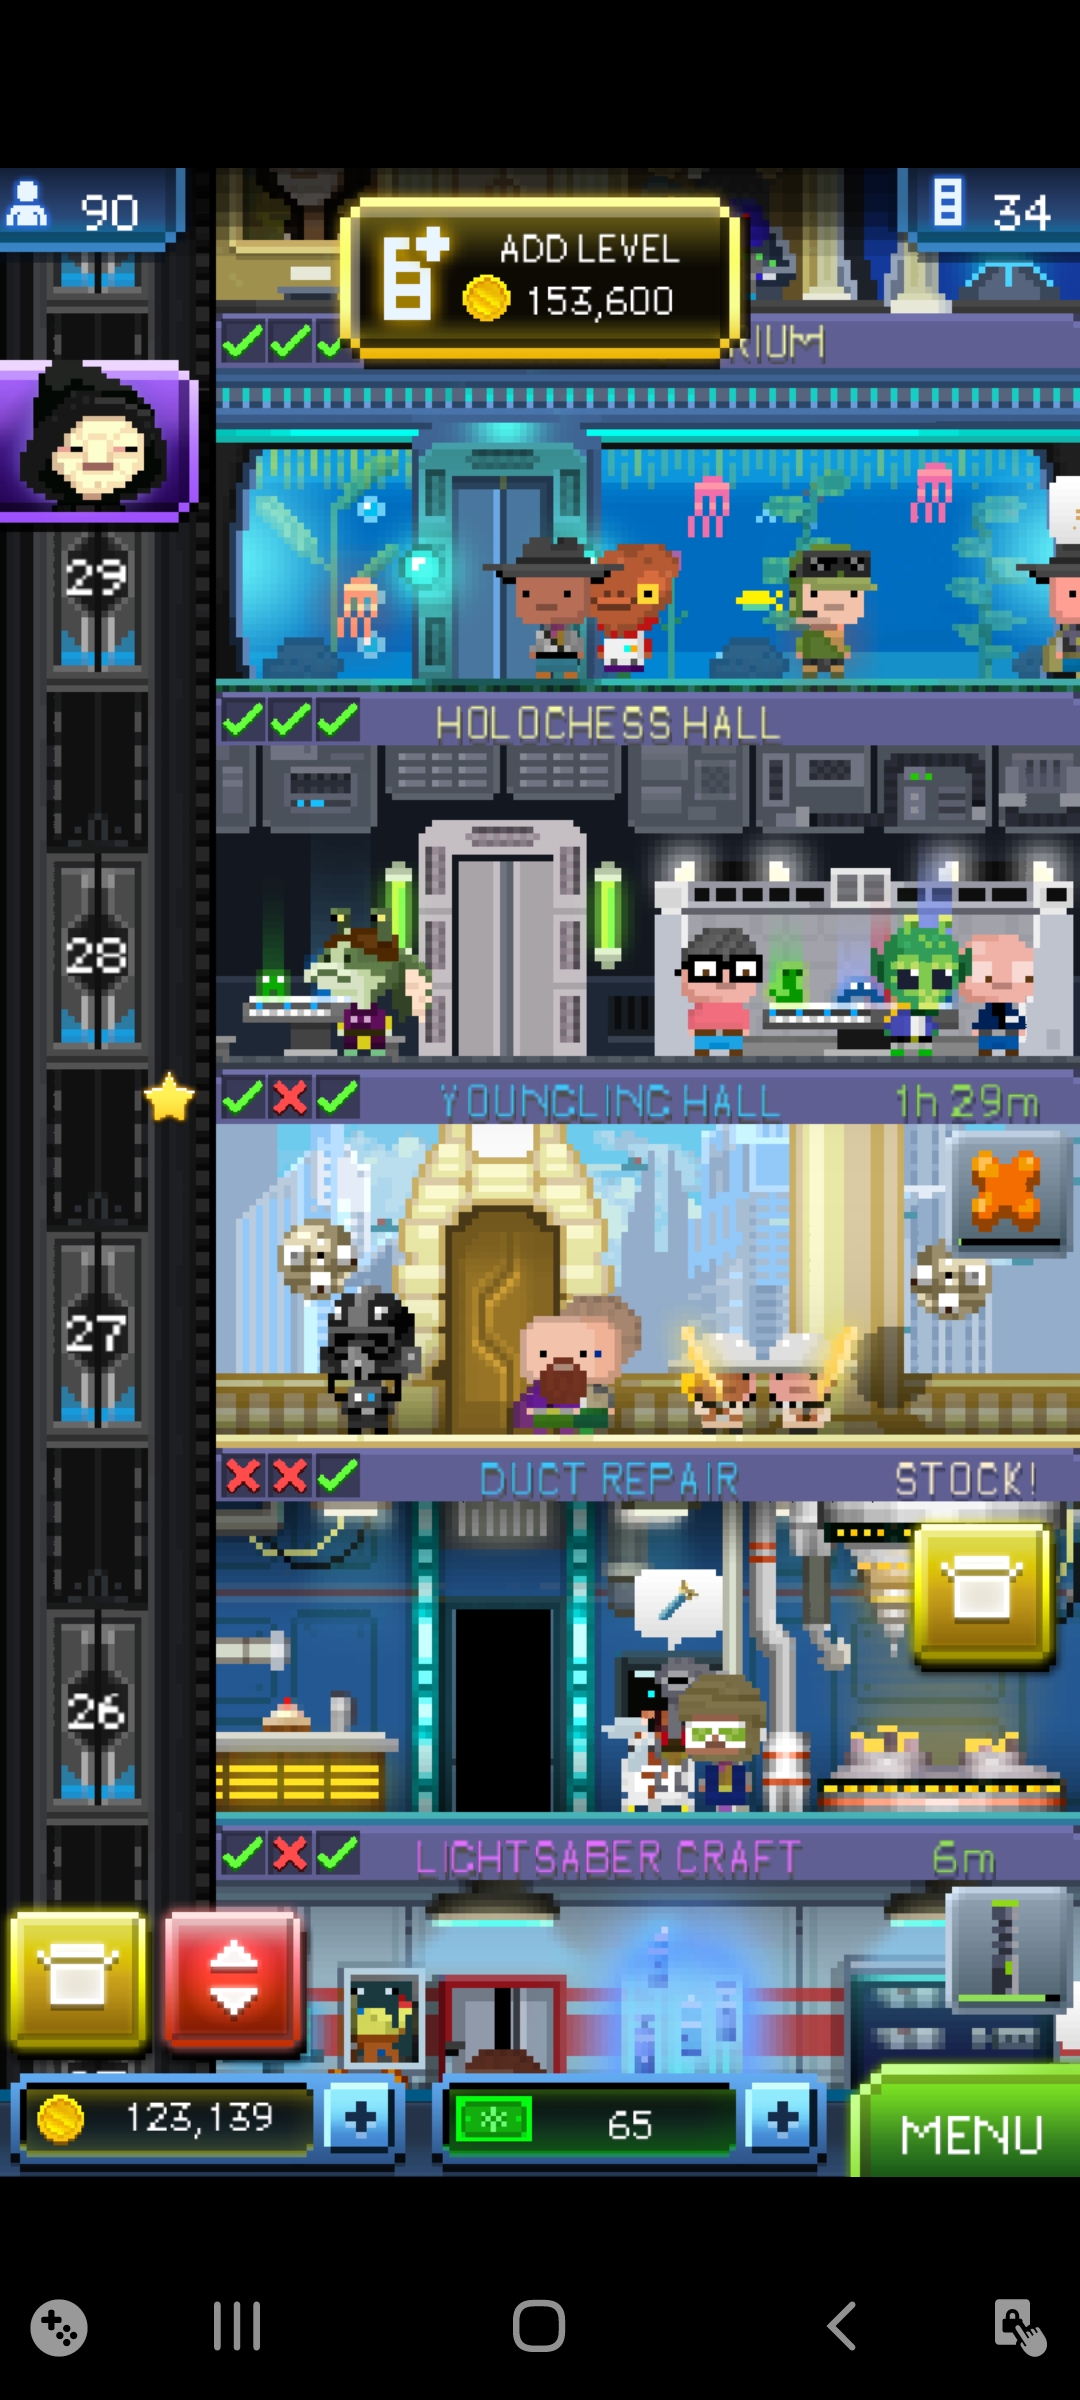 90
ADD LEVEL
153,600
34
RIUM
29
HOLOCHESS HALL
28
YOUNGLING HALL 1h 29m
27
DUCT REPAIR STOCK!
26
LIGHTSABER CRAFT 6m
123,139
65
MENU